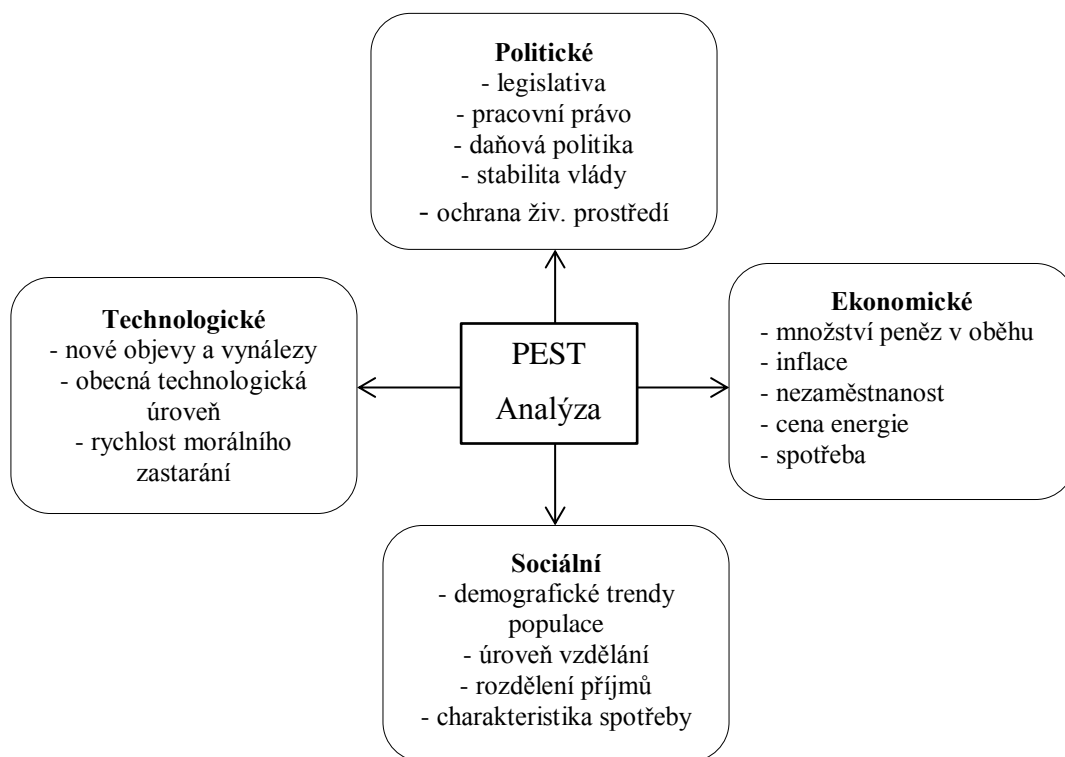 Politické
- legislativa
- pracovní právo
- daňová politika
- stabilita vlády
- ochrana živ. prostředí
Technologické
- nové objevy a vynálezy
- obecná technologická
úroveň
- rychlost morálního
zastarání
PEST
Analýza
Ekonomické
- množství peněz v oběhu
- inflace
- nezaměstnanost
- cena energie
- spotřeba
Sociální
- demografické trendy
populace
- úroveň vzdělání
- rozdělení příjmů
- charakteristika spotřeby